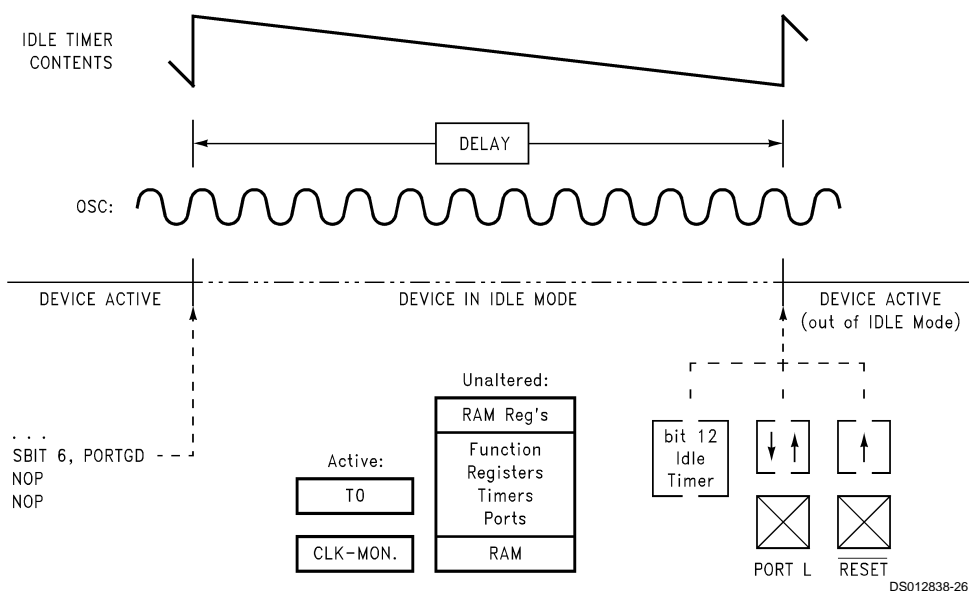 IDLE TIMER
CONTENTS
DELAY
OSC:
DEVICE ACTIVE
DEVICE IN IDLE MODE
DEVICE ACTIVE
(out of IDLE Mode)
. . .
SBIT 6, PORTGD
NOP
NOP
Active:
T0
CLK-MON.
Unaltered:
RAM Reg's
Function
Registers
Timers
Ports
RAM
bit 12
Idle
Timer
PORT L
RESET
DS012838-26